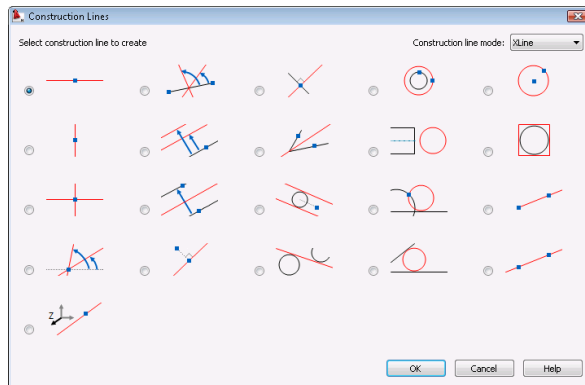 Construction Lines
Select construction line to create
Construction line mode:
XLine
Z
OK
Cancel
Help